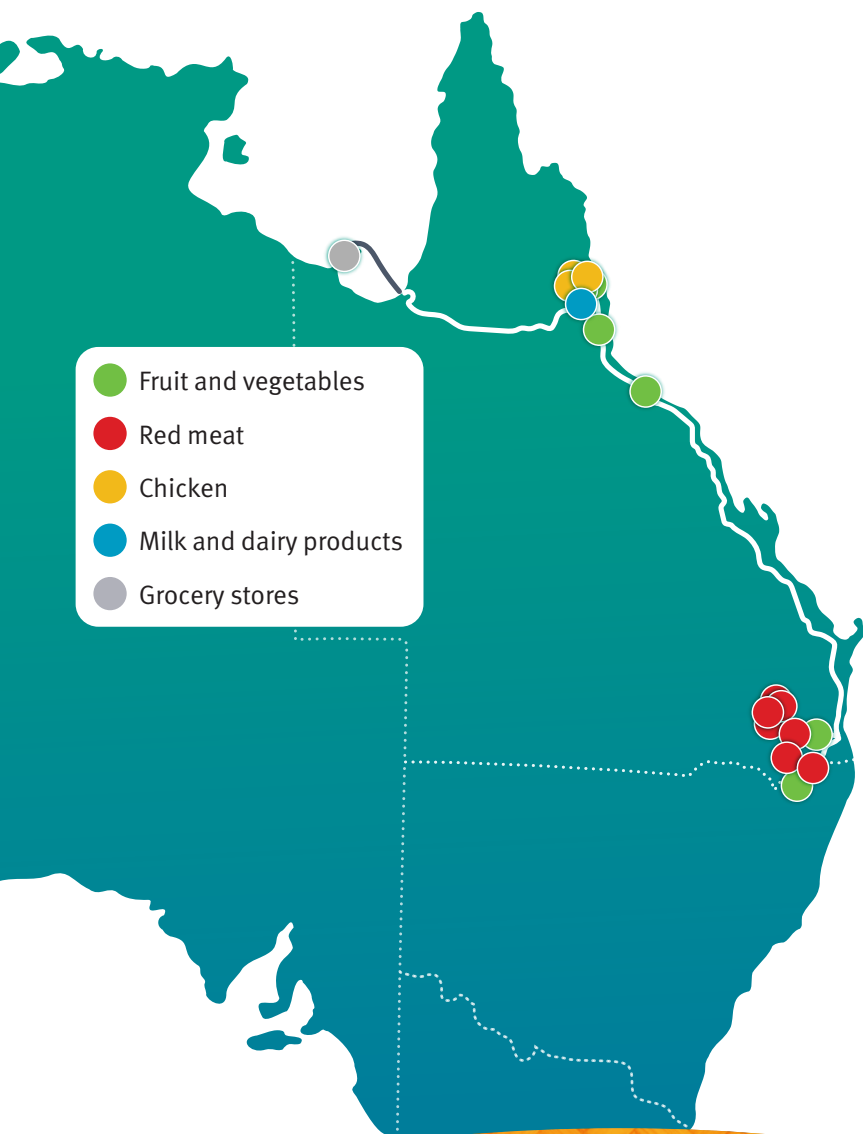 Fruit and vegetables
Red meat
Chicken
Milk and dairy products
Grocery stores